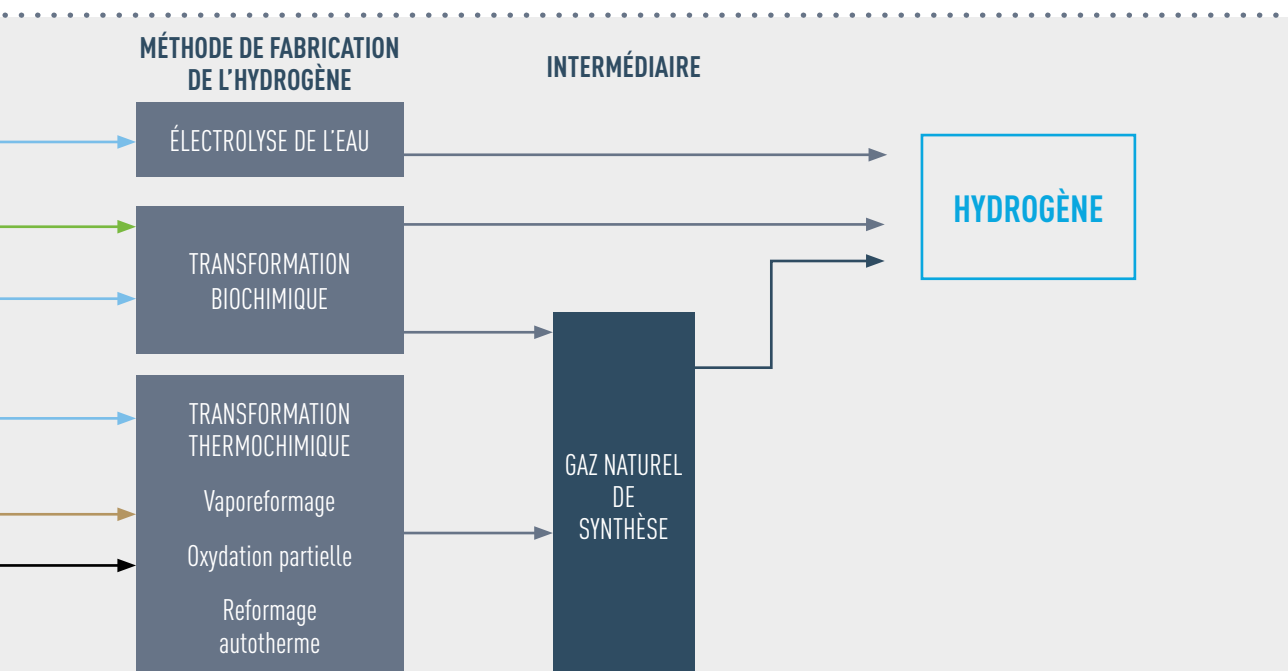 MÉTHODE DE FABRICATION
DE L'HYDROGÈNE
INTERMÉDIAIRE
ÉLECTROLYSE DE L'EAU
HYDROGÈNE
TRANSFORMATION
BIOCHIMIQUE
TRANSFORMATION
THERMOCHIMIQUE
Vaporeformage
Oxydation partielle
Reformage
autotherme
GAZ NATUREL
DE
SYNTHÈSE